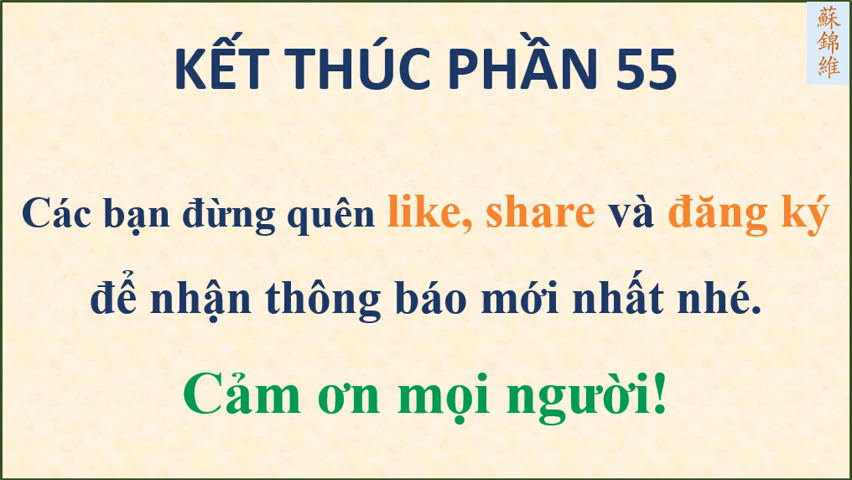 蘇錦維
KẾT THÚC PHẦN 55
Các bạn đừng quên like, share và đăng ký
để nhận thông báo mới nhất nhé.
Cảm ơn mọi người!